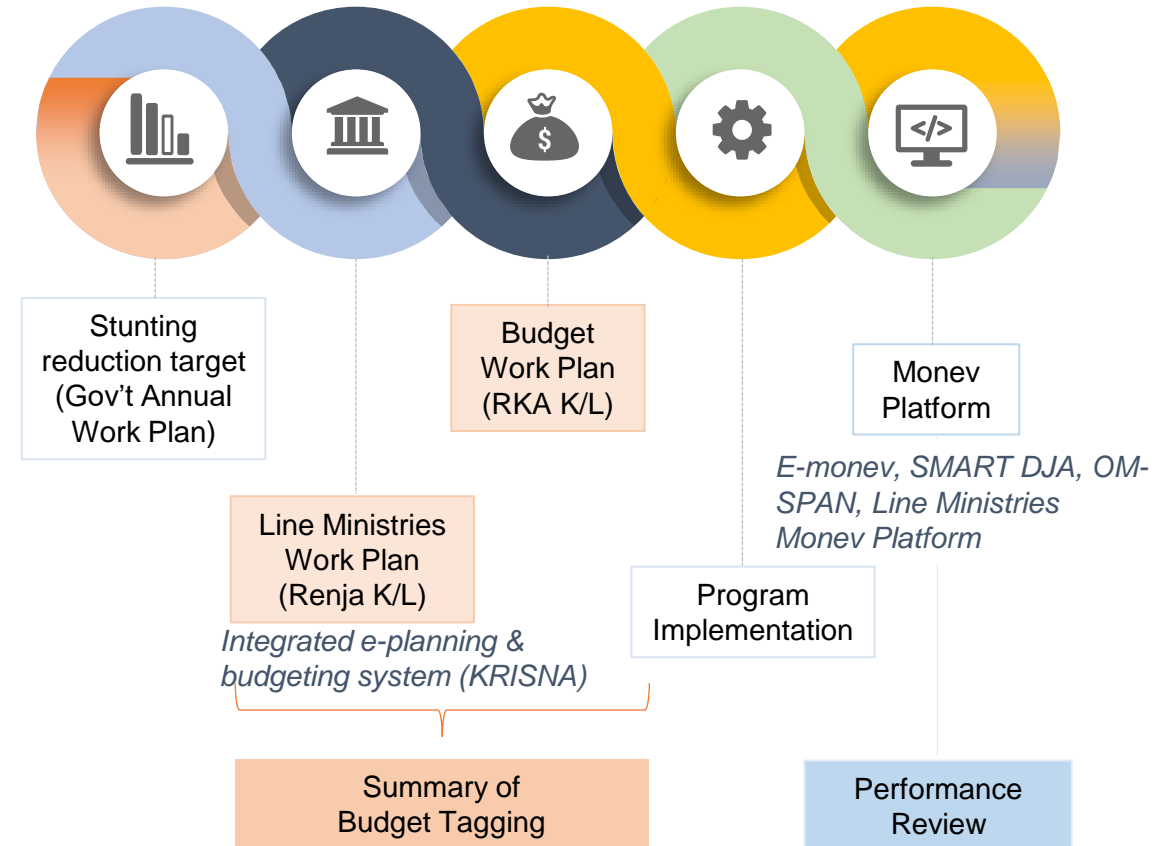 $
</>
Stunting
reduction target
(Gov’t Annual
Work Plan)
Line Ministries
Work Plan
(Renja K/L)
Integrated e-planning &
budgeting system (KRISNA)
Budget
Work Plan
(RKA K/L)
Program
Implementation
Monev
Platform
E-monev, SMART DJA, OM-
SPAN, Line Ministries
Monev Platform
Summary of
Budget Tagging
Performance
Review